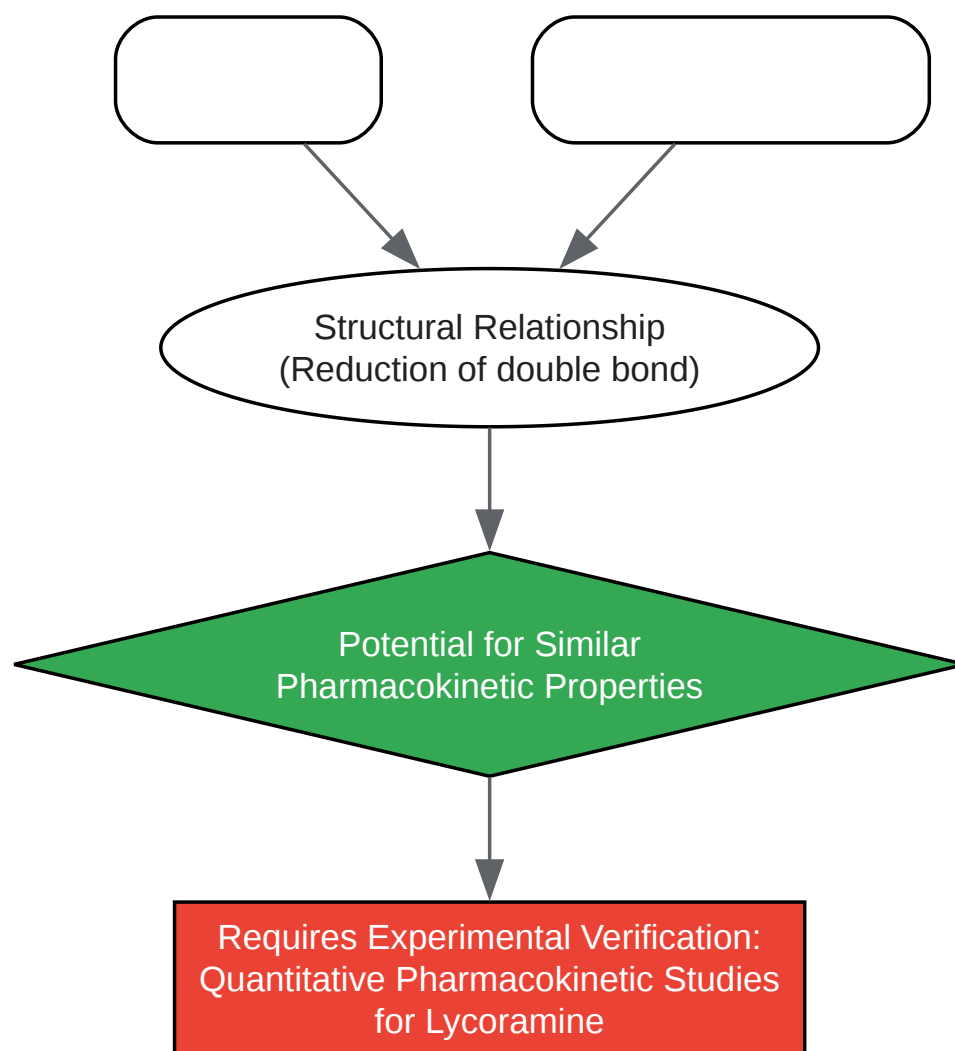 Structural Relationship
(Reduction of double bond)
Potential for Similar
Pharmacokinetic Properties
Requires Experimental Verification:
Quantitative Pharmacokinetic Studies
for Lycoramine